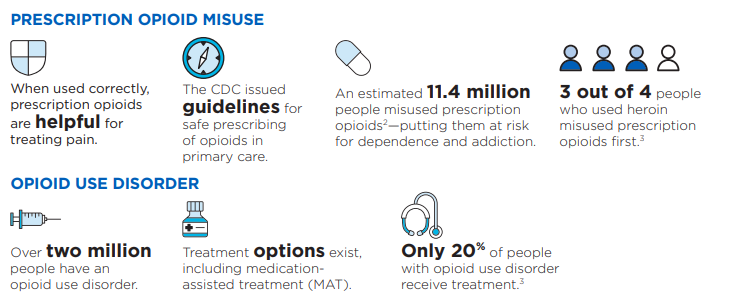 PRESCRIPTION OPIOID MISUSE
When used correctly,
prescription opioids
are helpful for
treating pain.
The CDC issued
guidelines for
safe prescribing
of opioids in
primary care.
An estimated 11.4 million
people misused prescription
opioids²—putting them at risk
for dependence and addiction.
3 out of 4 people
who used heroin
misused prescription
opioids first.³
OPIOID USE DISORDER
Over two million
people have an
opioid use disorder.
Treatment options exist,
including medication-
assisted treatment (MAT).
Only 20% of people
with opioid use disorder
receive treatment.³